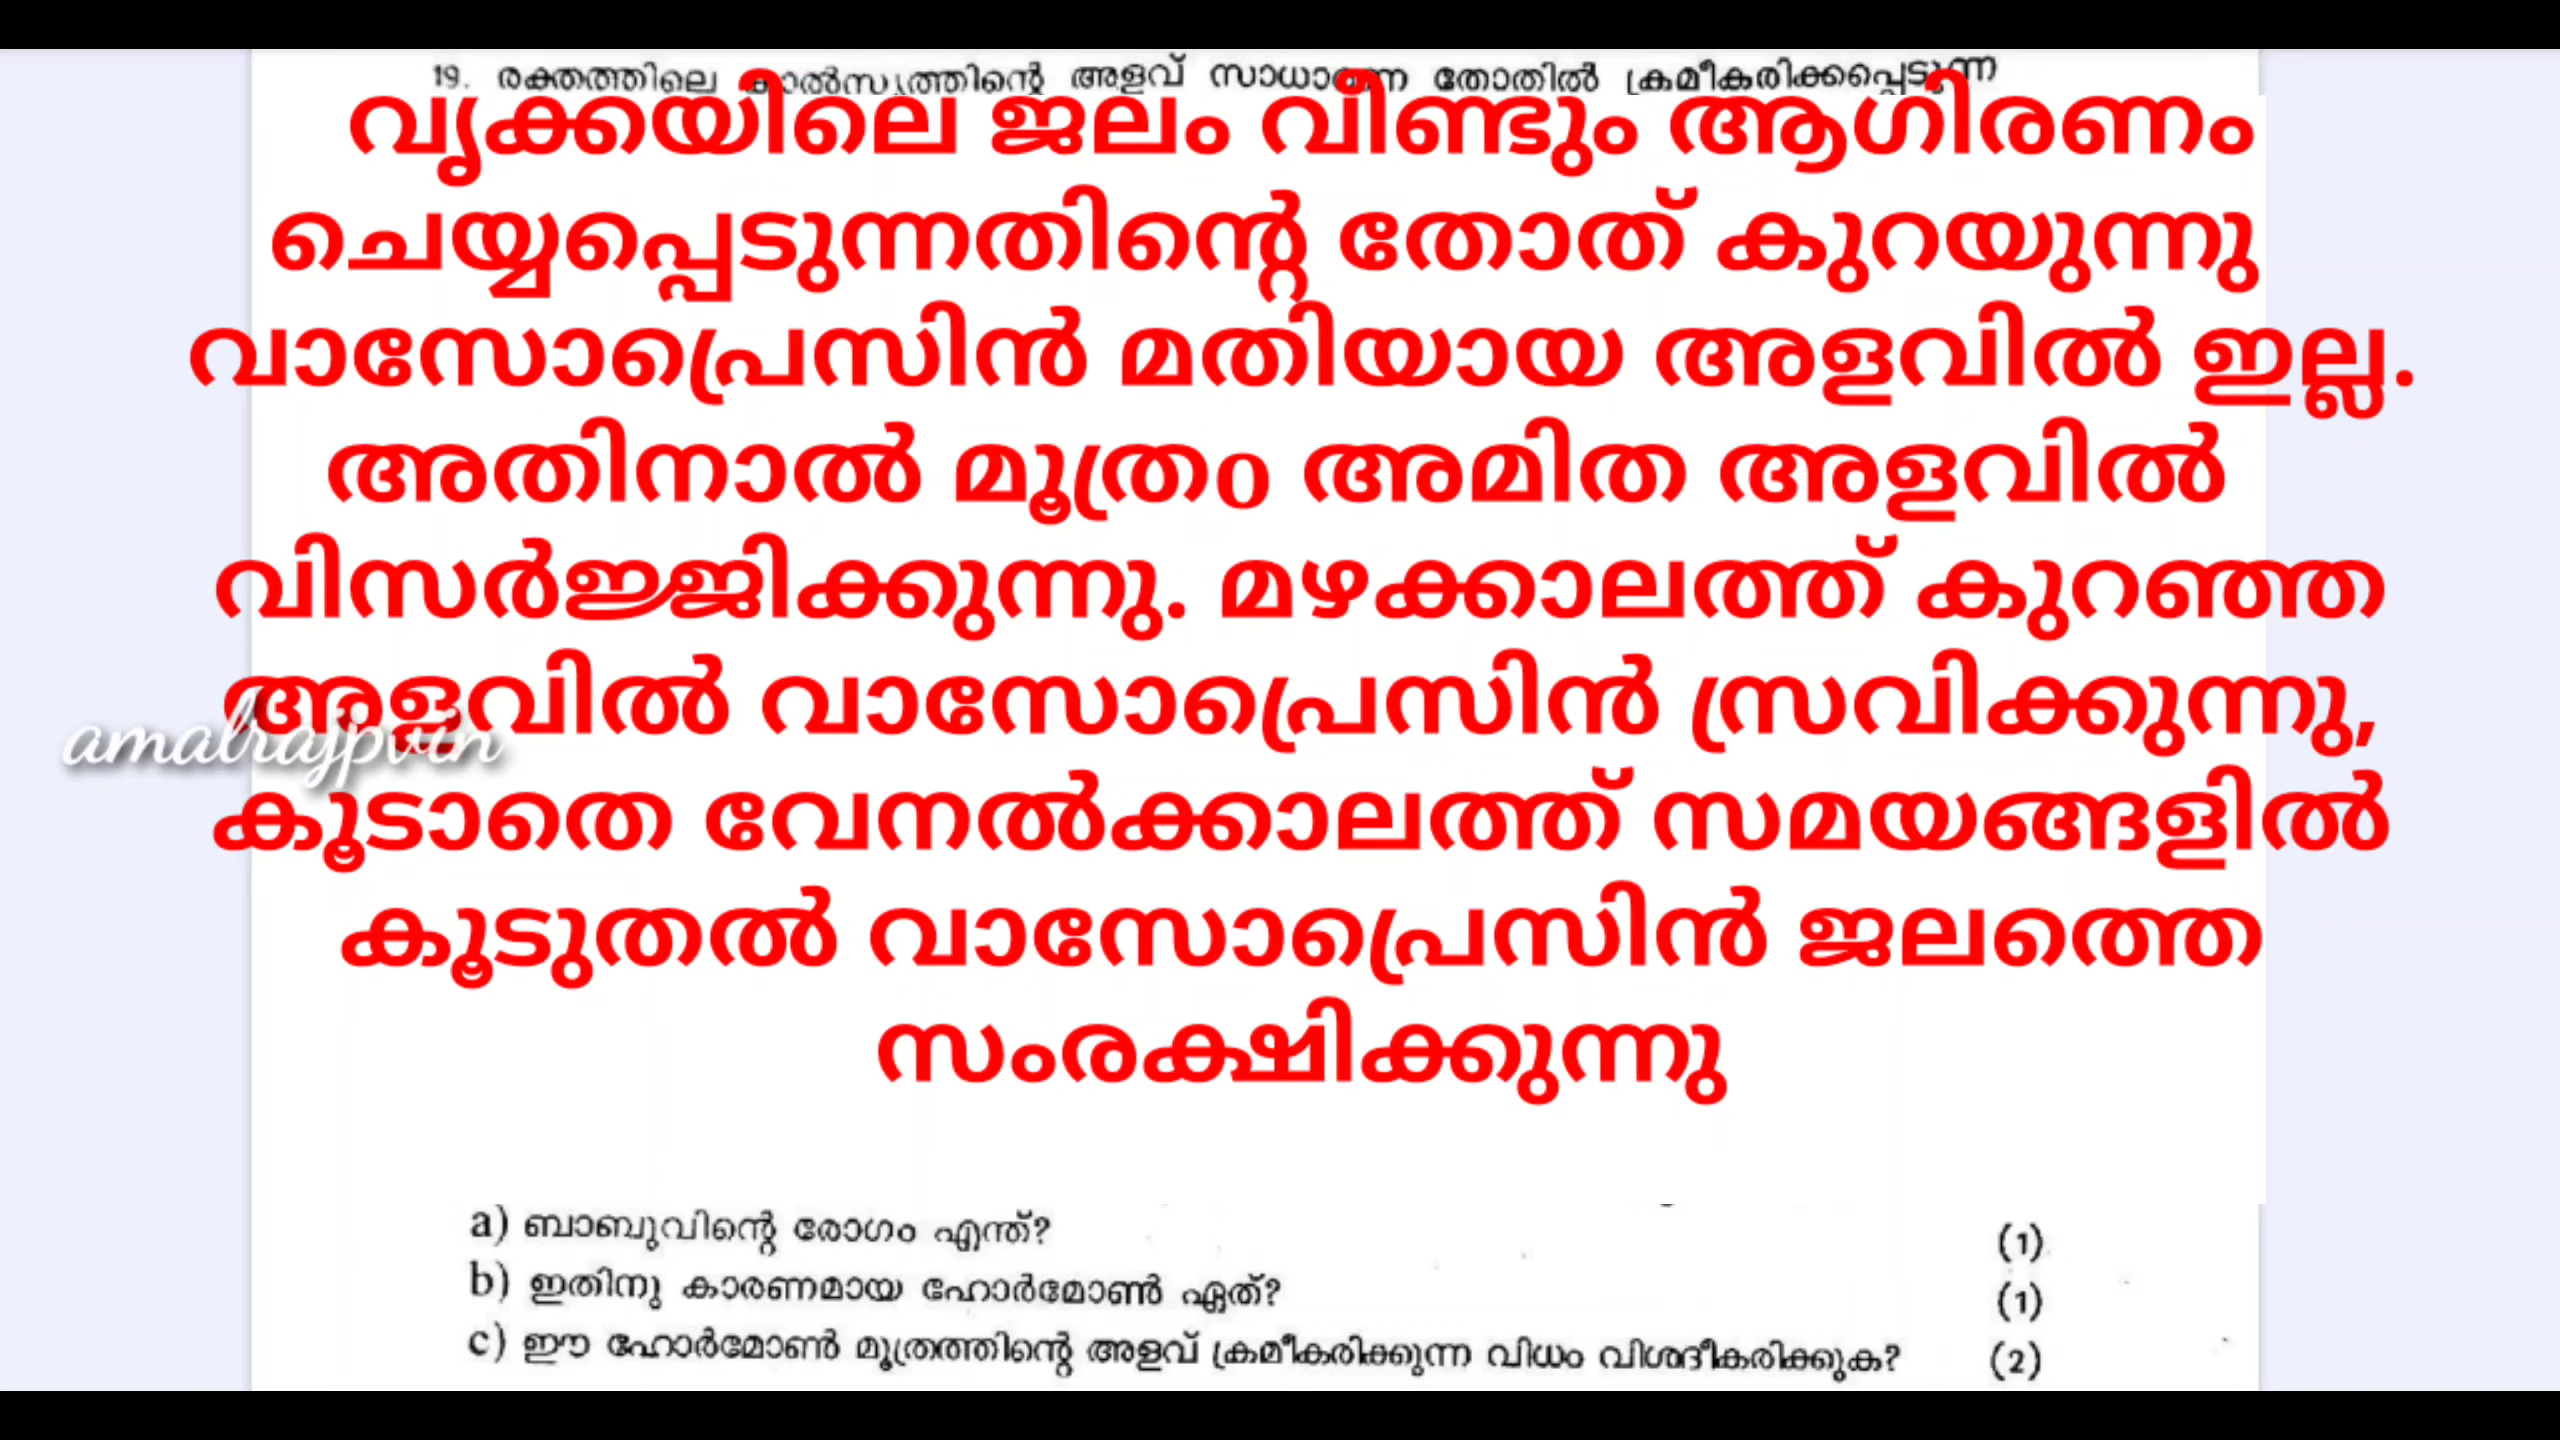 19. രക്തത്തിലെ കാൽസ്യത്തിന്റെ അളവ് സാധാരണ തോതിൽ ക്രമീകരിക്കപ്പെടുന്ന
വൃക്കയിലെ ജലം വീണ്ടും ആഗിരണം
ചെയ്യപ്പെടുന്നതിന്റെ തോത് കുറയുന്നു
വാസോപ്രെസിൻ മതിയായ അളവിൽ ഇല്ല.
അതിനാൽ മൂത്രം അമിത അളവിൽ
വിസർജ്ജിക്കുന്നു. മഴക്കാലത്ത് കുറഞ്ഞ
അളവിൽ വാസോപ്രെസിൻ സ്രവിക്കുന്നു,
amalrajpvin
കൂടാതെ വേനൽക്കാലത്ത് സമയങ്ങളിൽ
കൂടുതൽ വാസോപ്രെസിൻ ജലത്തെ
സംരക്ഷിക്കുന്നു
a) ബാബുവിന്റെ രോഗം എന്ത്? (1)
b) ഇതിനു കാരണമായ ഹോർമോൺ ഏത്? (1)
c) ഈ ഹോർമോൺ മൂത്രത്തിന്റെ അളവ് ക്രമീകരിക്കുന്ന വിധം വിശദീകരിക്കുക? (2)